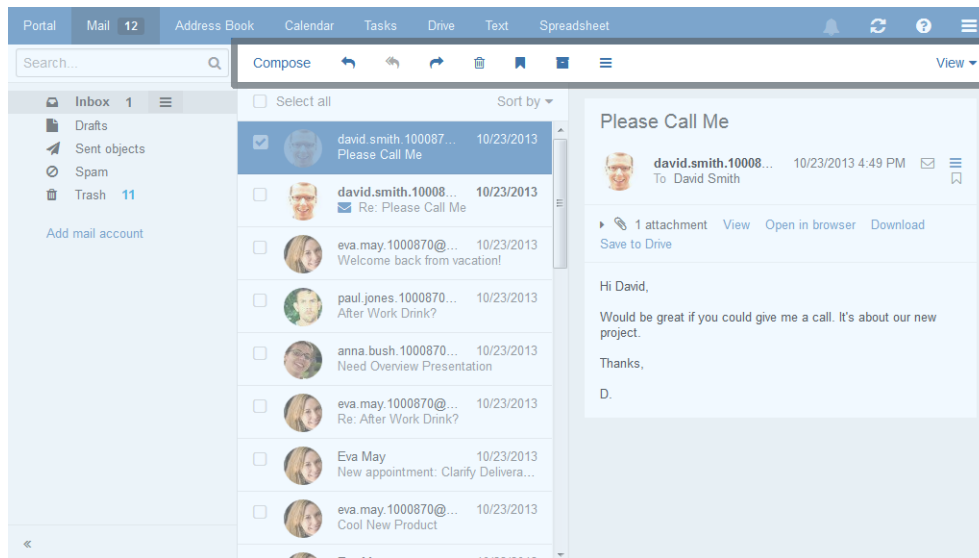 Portal Mail 12 Address Book Calendar Tasks Drive Text Spreadsheet
Search...
Compose
View
Inbox 1
Drafts
Sent objects
Spam
Trash 11
Add mail account
Select all Sort by
david.smith.100087... 10/23/2013
Please Call Me
david.smith.10008... 10/23/2013
Re: Please Call Me
eva.may.1000870@... 10/23/2013
Welcome back from vacation!
paul.jones.1000870... 10/23/2013
After Work Drink?
anna.bush.1000870... 10/23/2013
Need Overview Presentation
eva.may.1000870@... 10/23/2013
Re: After Work Drink?
Eva May 10/23/2013
New appointment: Clarify Delivera...
eva.may.1000870@... 10/23/2013
Cool New Product
Please Call Me
david.smith.10008... 10/23/2013 4:49 PM
To David Smith
1 attachment View Open in browser Download
Save to Drive
Hi David,
Would be great if you could give me a call. It's about our new
project.
Thanks,
D.